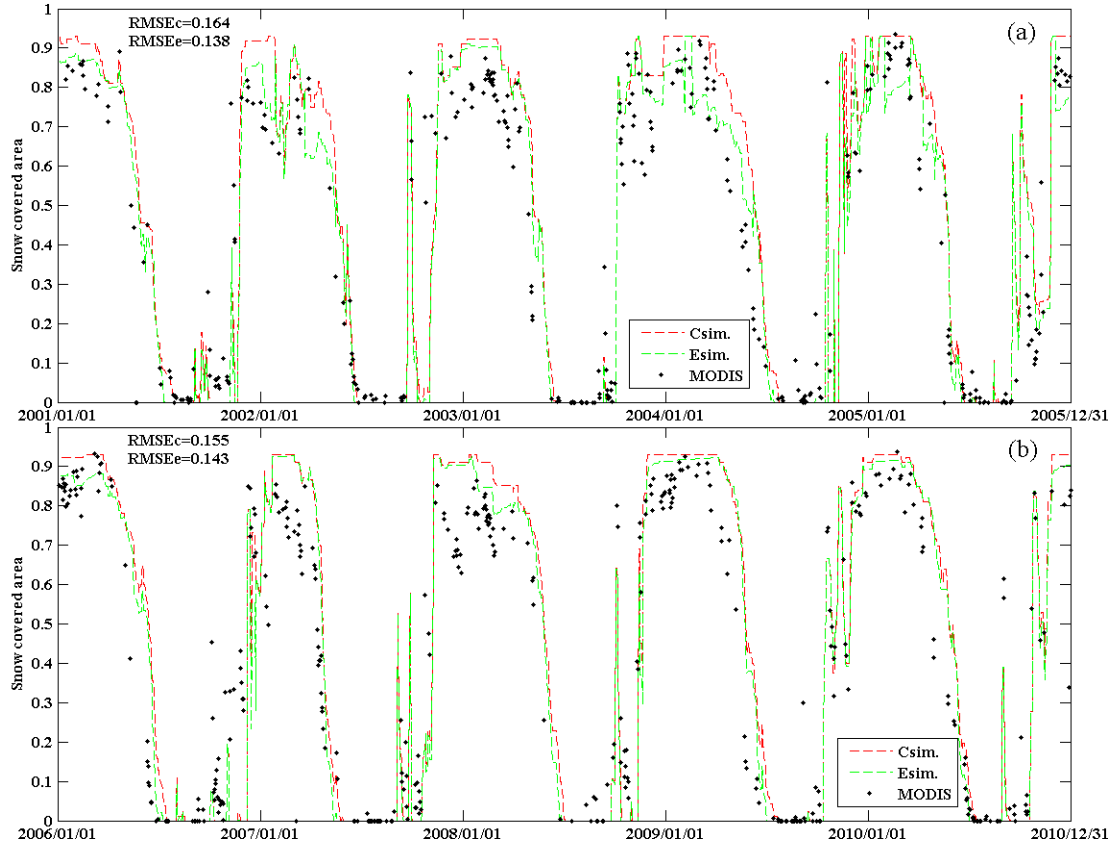 1
0.9
0.8
0.7
0.6
0.5
0.4
0.3
0.2
0.1
0
Snow covered area
RMSEc=0.164
RMSEe=0.138
(a)
Csim.
Esim.
MODIS
2001/01/01
2002/01/01
2003/01/01
2004/01/01
2005/01/01
2005/12/31
1
0.9
0.8
0.7
0.6
0.5
0.4
0.3
0.2
0.1
0
Snow covered area
RMSEc=0.155
RMSEe=0.143
(b)
Csim.
Esim.
MODIS
2006/01/01
2007/01/01
2008/01/01
2009/01/01
2010/01/01
2010/12/31